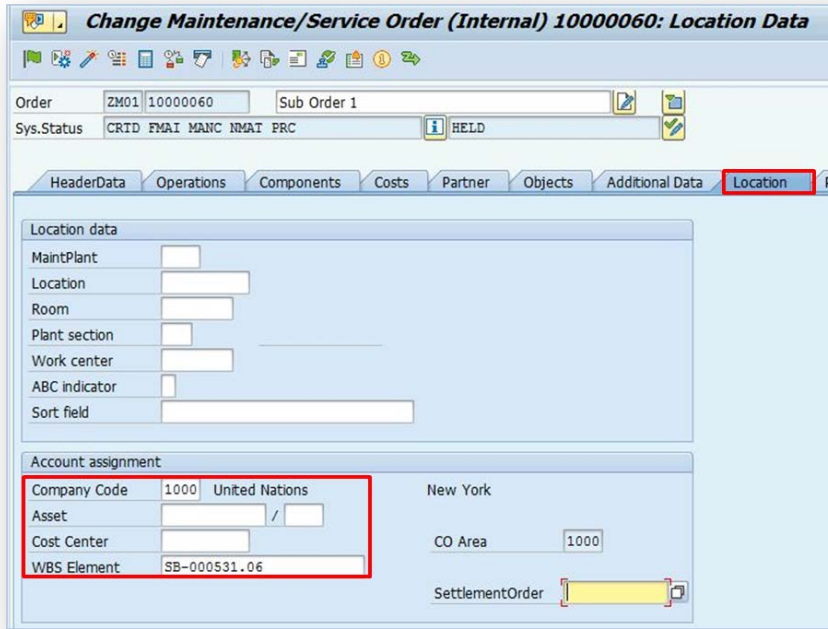 Change Maintenance/Service Order (Internal) 10000060: Location Data
Order ZM01 10000060 Sub Order 1
Sys.Status CRTD FMAI MANC NMAT PRC HELD
HeaderData Operations Components Costs Partner Objects Additional Data Location
Location data
MaintPlant
Location
Room
Plant section
Work center
ABC indicator
Sort field
Account assignment
Company Code 1000 United Nations New York
Asset /
Cost Center CO Area 1000
WBS Element SB-000531.06
SettlementOrder